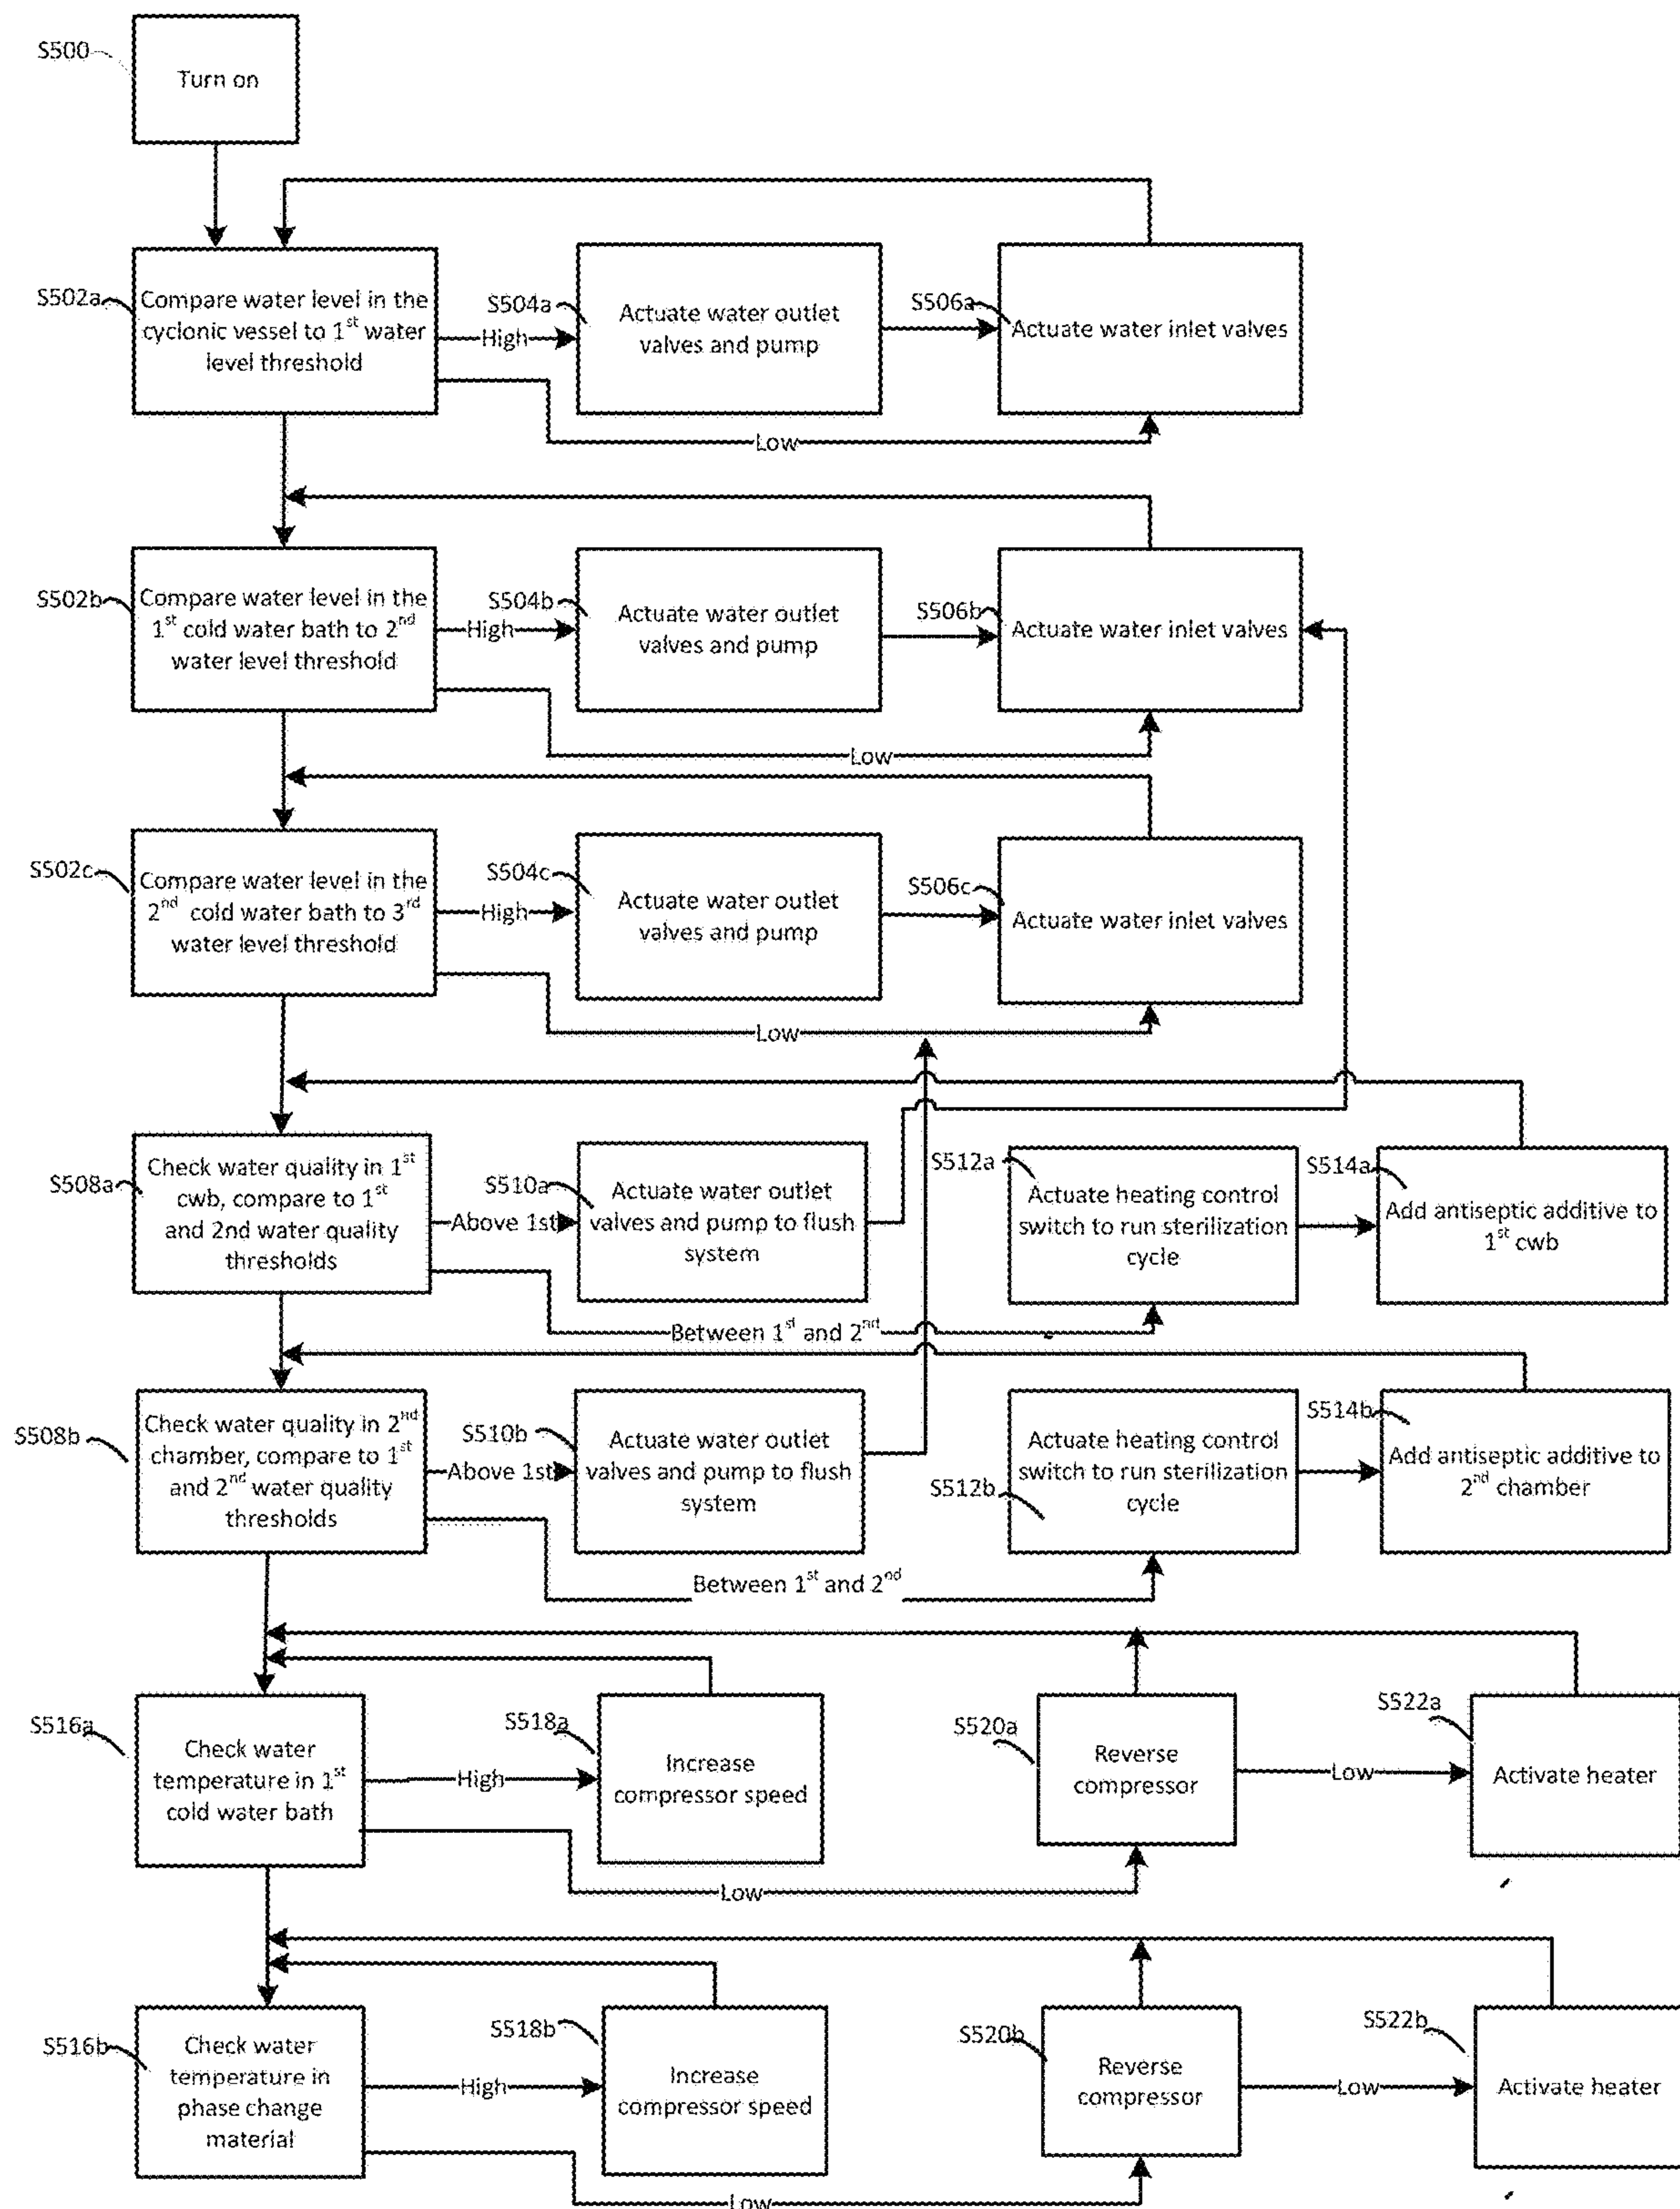 S500
Turn on
S502a
Compare water level in the
cyclonic vessel to 1st water
level threshold
High
S504a
Actuate water outlet
valves and pump
S506a
Actuate water inlet valves
Low
S502b
Compare water level in the
1st cold water bath to 2nd
water level threshold
High
S504b
Actuate water outlet
valves and pump
S506b
Actuate water inlet valves
Low
S502c
Compare water level in the
2nd cold water bath to 3rd
water level threshold
High
S504c
Actuate water outlet
valves and pump
S506c
Actuate water inlet valves
Low
S508a
Check water quality in 1st
cwb, compare to 1st
and 2nd water quality
thresholds
Above 1st
S510a
Actuate water outlet
valves and pump to flush
system
S512a
Actuate heating control
switch to run sterilization
cycle
S514a
Add antiseptic additive to
1st cwb
Between 1st and 2nd
S508b
Check water quality in 2nd
chamber, compare to 1st
and 2nd water quality
thresholds
Above 1st
S510b
Actuate water outlet
valves and pump to flush
system
S512b
Actuate heating control
switch to run sterilization
cycle
S514b
Add antiseptic additive to
2nd chamber
Between 1st and 2nd
S516a
Check water
temperature in 1st
cold water bath
High
S518a
Increase
compressor speed
S520a
Reverse
compressor
Low
S522a
Activate heater
Low
S516b
Check water
temperature in
phase change
material
High
S518b
Increase
compressor speed
S520b
Reverse
compressor
Low
S522b
Activate heater
Low